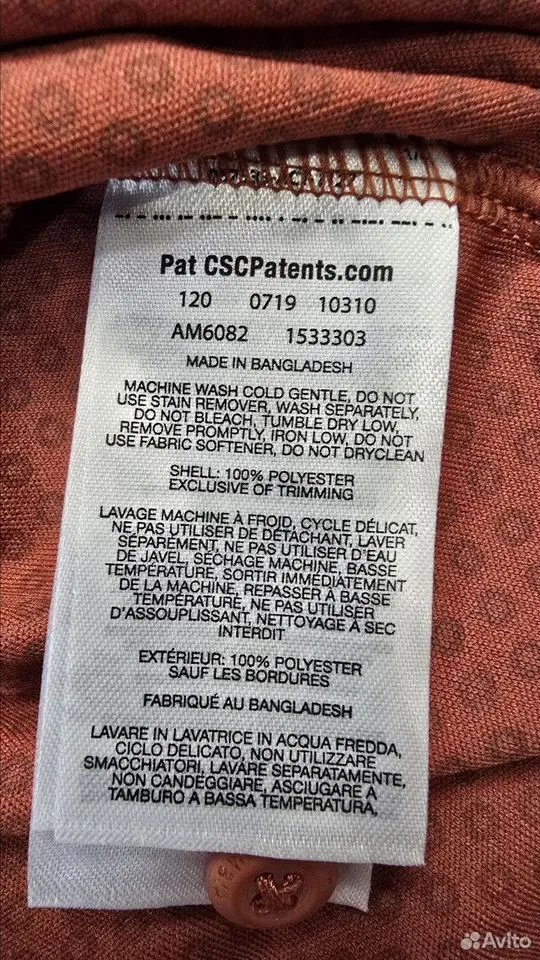 Pat CSCPatents.com
120 0719 10310
AM6082 1533303
MADE IN BANGLADESH
MACHINE WASH COLD GENTLE, DO NOT
USE STAIN REMOVER, WASH SEPARATELY,
DO NOT BLEACH, TUMBLE DRY LOW,
REMOVE PROMPTLY, IRON LOW, DO NOT
USE FABRIC SOFTENER, DO NOT DRYCLEAN
SHELL: 100% POLYESTER
EXCLUSIVE OF TRIMMING
LAVAGE MACHINE À FROID, CYCLE DÉLICAT,
NE PAS UTILISER DE DÉTACHANT, LAVER
SÉPAREMENT, NE PAS UTILISER D'EAU
DE JAVEL, SÉCHAGE MACHINE, BASSE
TEMPÉRATURE, SORTIR IMMÉDIATEMENT
DE LA MACHINE, REPASSER À BASSE
TEMPÉRATURE, NE PAS UTILISER
D'ASSOUPLISSANT, NETTOYAGE À SEC
INTERDIT
EXTÉRIEUR: 100% POLYESTER
SAUF LES BORDURES
FABRIQUÉ AU BANGLADESH
LAVARE IN LAVATRICE IN ACQUA FREDDA,
CICLO DELICATO, NON UTILIZZARE
SMACCHIATORI, LAVARE SEPARATAMENTE,
NON CANDEGGIARE, ASCIUGARE A
TAMBURO A BASSA TEMPERATURA,
Avito